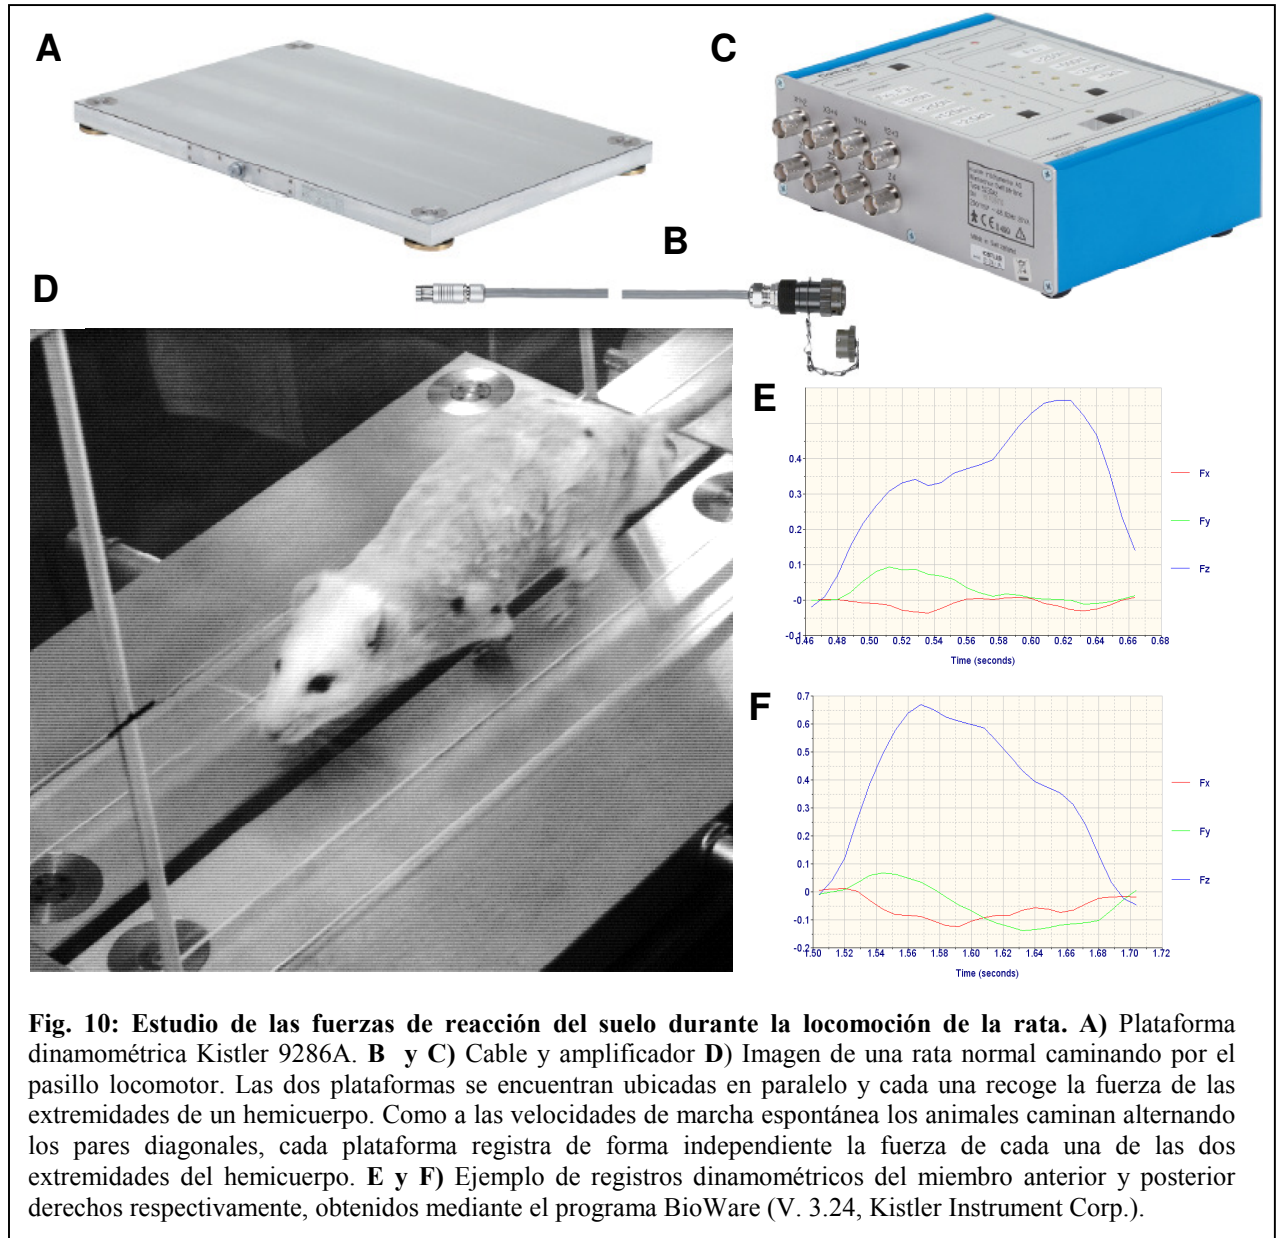 A
C
B
D
E
0.4
0.3
0.2
0.1
-0
-0.1
0.46 0.48 0.50 0.52 0.54 0.56 0.58 0.60 0.62 0.64 0.66 0.68
Time (seconds)
Fx
Fy
Fz
F
0.7
0.6
0.5
0.4
0.3
0.2
0.1
0
-0.1
-0.2
1.50 1.52 1.54 1.56 1.58 1.60 1.62 1.64 1.66 1.68 1.70 1.72
Time (seconds)
Fx
Fy
Fz
Fig. 10: Estudio de las fuerzas de reacción del suelo durante la locomoción de la rata. A) Plataforma
dinamométrica Kistler 9286A. B y C) Cable y amplificador D) Imagen de una rata normal caminando por el
pasillo locomotor. Las dos plataformas se encuentran ubicadas en paralelo y cada una recoge la fuerza de las
extremidades de un hemicuerpo. Como a las velocidades de marcha espontánea los animales caminan alternando
los pares diagonales, cada plataforma registra de forma independiente la fuerza de cada una de las dos
extremidades del hemicuerpo. E y F) Ejemplo de registros dinamométricos del miembro anterior y posterior
derechos respectivamente, obtenidos mediante el programa BioWare (V. 3.24, Kistler Instrument Corp.).